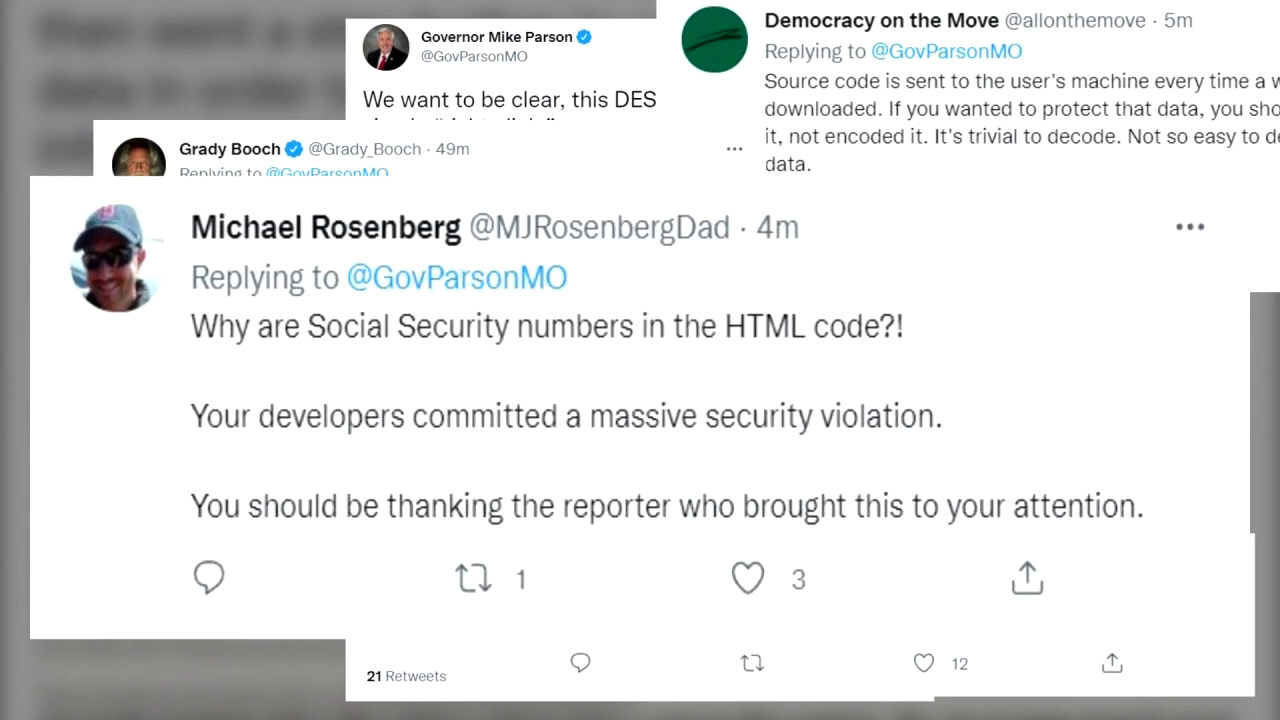 Governor Mike Parson
@GovParsonMO
We want to be clear, this DES
Democracy on the Move @allonthemove · 5m
Replying to @GovParsonMO
Source code is sent to the user's machine every time a
downloaded. If you wanted to protect that data, you
it, not encoded it. It's trivial to decode. Not so easy to
data.
Grady Booch @Grady_Booch · 49m
Replying to @GovParsonMO
Michael Rosenberg @MJRosenbergDad · 4m
Replying to @GovParsonMO
Why are Social Security numbers in the HTML code?!
Your developers committed a massive security violation.
You should be thanking the reporter who brought this to your attention.
1 3
21 Retweets
12